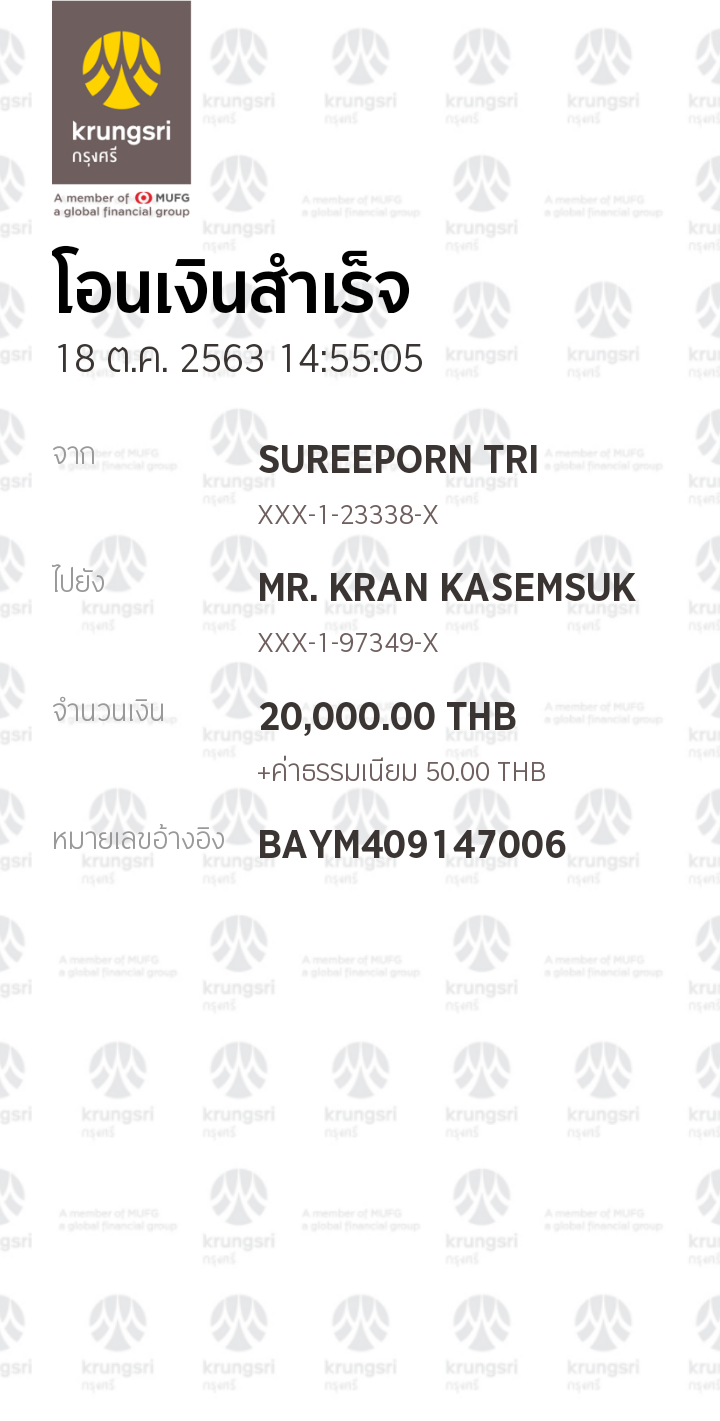 krungsri
กรุงศรี
A member of MUFG
a global financial group
โอนเงินสำเร็จ
18 ต.ค. 2563 14:55:05
จาก
SUREEPORN TRI
XXX-1-23338-X
ไปยัง
MR. KRAN KASEMSUK
XXX-1-97349-X
จำนวนเงิน
20,000.00 THB
+ค่าธรรมเนียม 50.00 THB
หมายเลขอ้างอิง
BAYM409147006